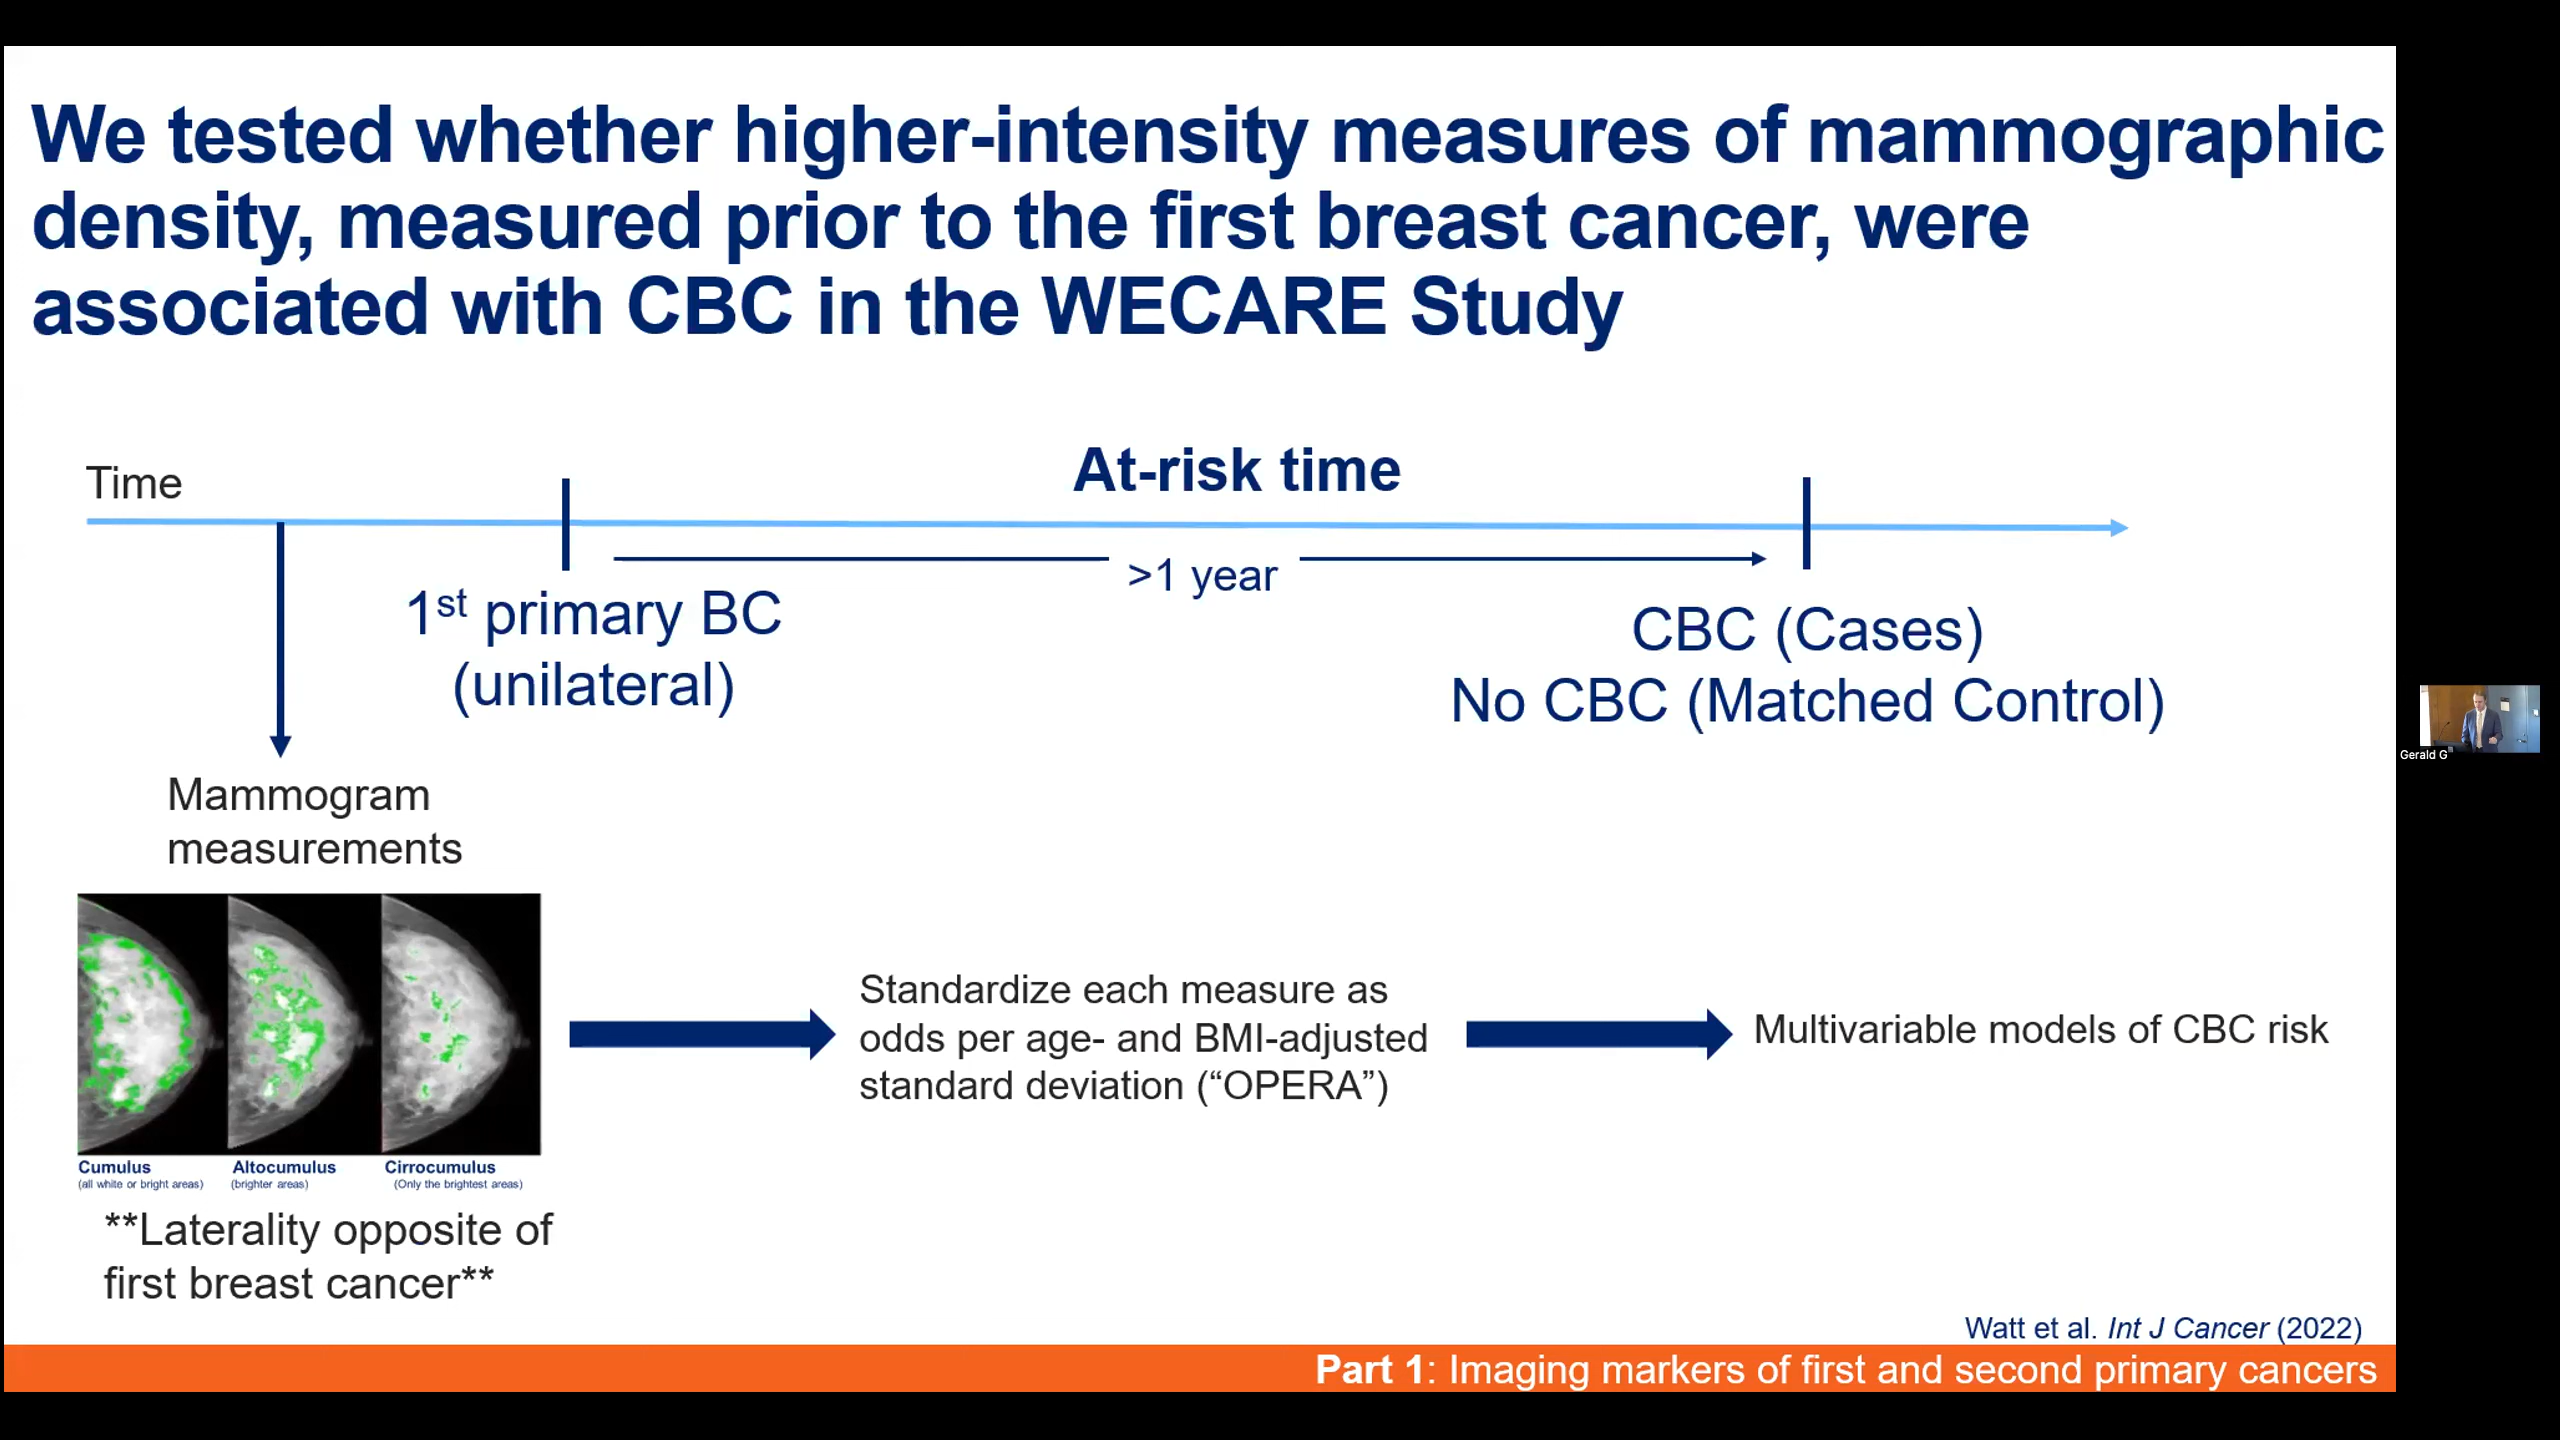 We tested whether higher-intensity measures of mammographic
density, measured prior to the first breast cancer, were
associated with CBC in the WECARE Study
Time
At-risk time
>1 year
1st primary BC
(unilateral)
CBC (Cases)
No CBC (Matched Control)
Gerald G
Mammogram
measurements
Cumulus
(all white or bright areas)
Altocumulus
(brighter areas)
Cirrocumulus
(Only the brightest areas)
**Laterality opposite of
first breast cancer**
Standardize each measure as
odds per age- and BMI-adjusted
standard deviation (“OPERA”)
Multivariable models of CBC risk
Watt et al. Int J Cancer (2022)
Part 1: Imaging markers of first and second primary cancers